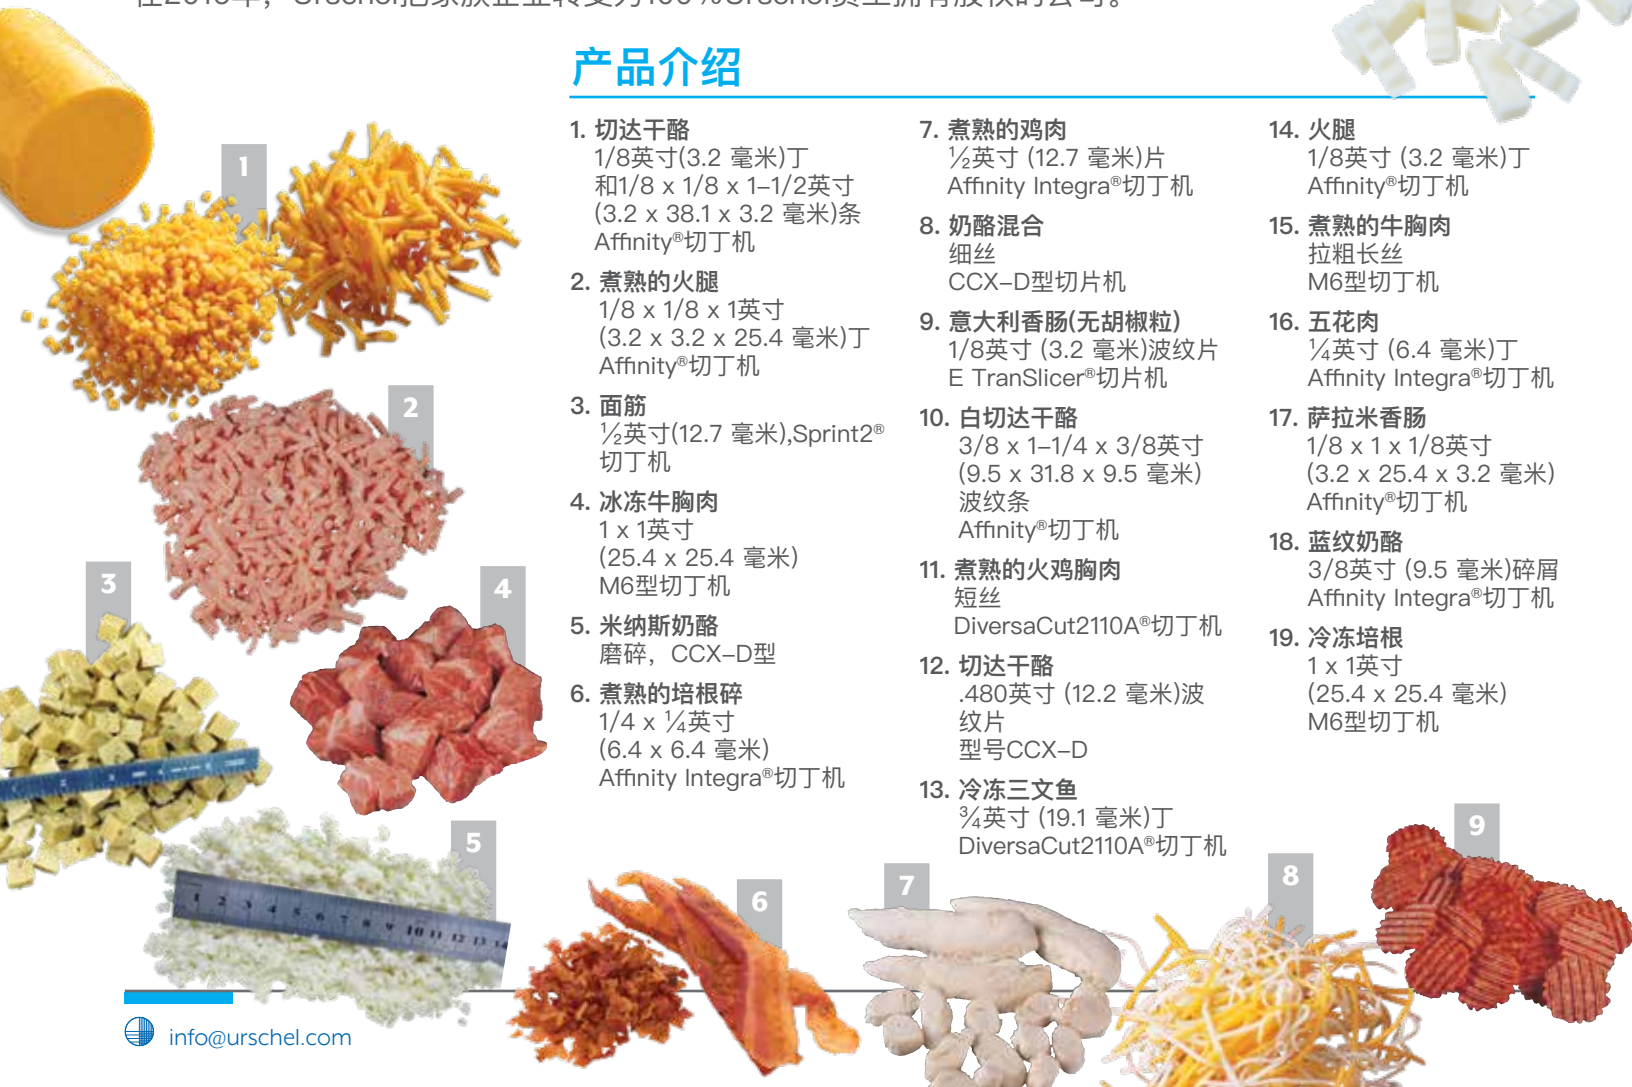 产品介绍
1. 切达干酪
1/8英寸(3.2 毫米)丁
和1/8 x 1/8 x 1–1/2英寸
(3.2 x 38.1 x 3.2 毫米)条
Affinity®切丁机
2. 煮熟的火腿
1/8 x 1/8 x 1英寸
(3.2 x 3.2 x 25.4 毫米)丁
Affinity®切丁机
3. 面筋
½英寸(12.7 毫米),Sprint2®
切丁机
4. 冰冻牛胸肉
1 x 1英寸
(25.4 x 25.4 毫米)
M6型切丁机
5. 米纳斯奶酪
磨碎，CCX–D型
6. 煮熟的培根碎
1/4 x ¼英寸
(6.4 x 6.4 毫米)
Affinity Integra®切丁机
7. 煮熟的鸡肉
½英寸 (12.7 毫米)片
Affinity Integra®切丁机
8. 奶酪混合
细丝
CCX–D型切片机
9. 意大利香肠(无胡椒粒)
1/8英寸 (3.2 毫米)波纹片
E TranSlicer®切片机
10. 白切达干酪
3/8 x 1–1/4 x 3/8英寸
(9.5 x 31.8 x 9.5 毫米)
波纹条
Affinity®切丁机
11. 煮熟的火鸡胸肉
短丝
DiversaCut2110A®切丁机
12. 切达干酪
.480英寸 (12.2 毫米)波
纹片
型号CCX–D
13. 冷冻三文鱼
¾英寸 (19.1 毫米)丁
DiversaCut2110A®切丁机
14. 火腿
1/8英寸 (3.2 毫米)丁
Affinity®切丁机
15. 煮熟的牛胸肉
拉粗长丝
M6型切丁机
16. 五花肉
¼英寸 (6.4 毫米)丁
Affinity Integra®切丁机
17. 萨拉米香肠
1/8 x 1 x 1/8英寸
(3.2 x 25.4 x 3.2 毫米)
Affinity®切丁机
18. 蓝纹奶酪
3/8英寸 (9.5 毫米)碎屑
Affinity Integra®切丁机
19. 冷冻培根
1 x 1英寸
(25.4 x 25.4 毫米)
M6型切丁机
1
2
3
4
5
6
7
8
9
1 2 3 4 5 6 7 8 9 10 11 12 13 14
info@urschel.com